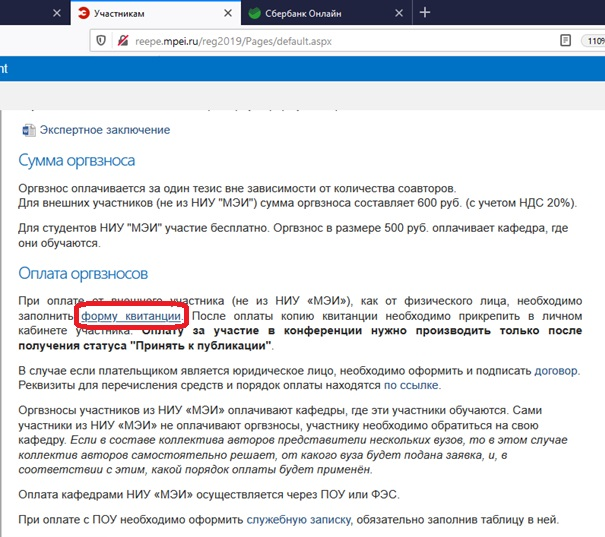 Участникам
Сбербанк Онлайн
reepe.mpei.ru/reg2019/Pages/default.aspx
110%
nt
Экспертное заключение
Сумма оргвзноса
Оргвзнос оплачивается за один тезис вне зависимости от количества соавторов.
Для внешних участников (не из НИУ "МЭИ") сумма оргвзноса составляет 600 руб. (с учетом НДС 20%).
Для студентов НИУ "МЭИ" участие бесплатно. Оргвзнос в размере 500 руб. оплачивает кафедра, где
они обучаются.
Оплата оргвзносов
При оплате от внешнего участника (не из НИУ «МЭИ»), как от физического лица, необходимо
заполнить форму квитанции. После оплаты копию квитанции необходимо прикрепить в личном
кабинете участника. Оплату за участие в конференции нужно производить только после
получения статуса "Принять к публикации".
В случае если плательщиком является юридическое лицо, необходимо оформить и подписать договор.
Реквизиты для перечисления средств и порядок оплаты находятся по ссылке.
Оргвзносы участников из НИУ «МЭИ» оплачивают кафедры, где эти участники обучаются. Сами
участники из НИУ «МЭИ» не оплачивают оргвзносы, участнику необходимо обратиться на свою
кафедру. Если в составе коллектива авторов представители нескольких вузов, то в этом случае
коллектив авторов самостоятельно решает, от какого вуза будет подана заявка, и, в
соответствии с этим, какой порядок оплаты будет применён.
Оплата кафедрами НИУ «МЭИ» осуществляется через ПОУ или ФЭС.
При оплате с ПОУ необходимо оформить служебную записку, обязательно заполнив таблицу в ней.